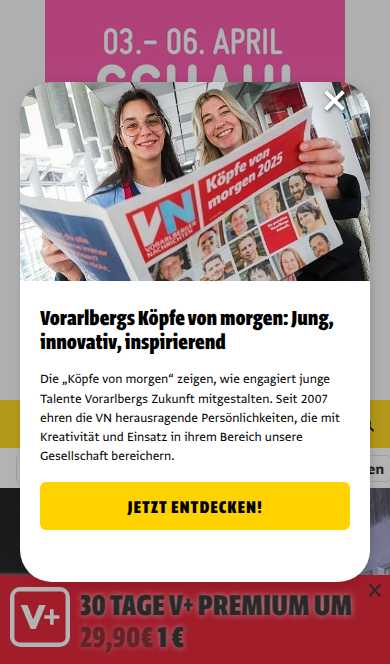 03.– 06. APRIL
Köpfe von
morgen 2025
VN
VORARLBERGER
NACHRICHTEN
Vorarlbergs Köpfe von morgen: Jung,
innovativ, inspirierend
Die „Köpfe von morgen“ zeigen, wie engagiert junge
Talente Vorarlbergs Zukunft mitgestalten. Seit 2007
ehren die VN herausragende Persönlichkeiten, die mit
Kreativität und Einsatz in ihrem Bereich unsere
Gesellschaft bereichern.
JETZT ENTDECKEN!
V+
30 TAGE V+ PREMIUM UM
29,90€ 1 €